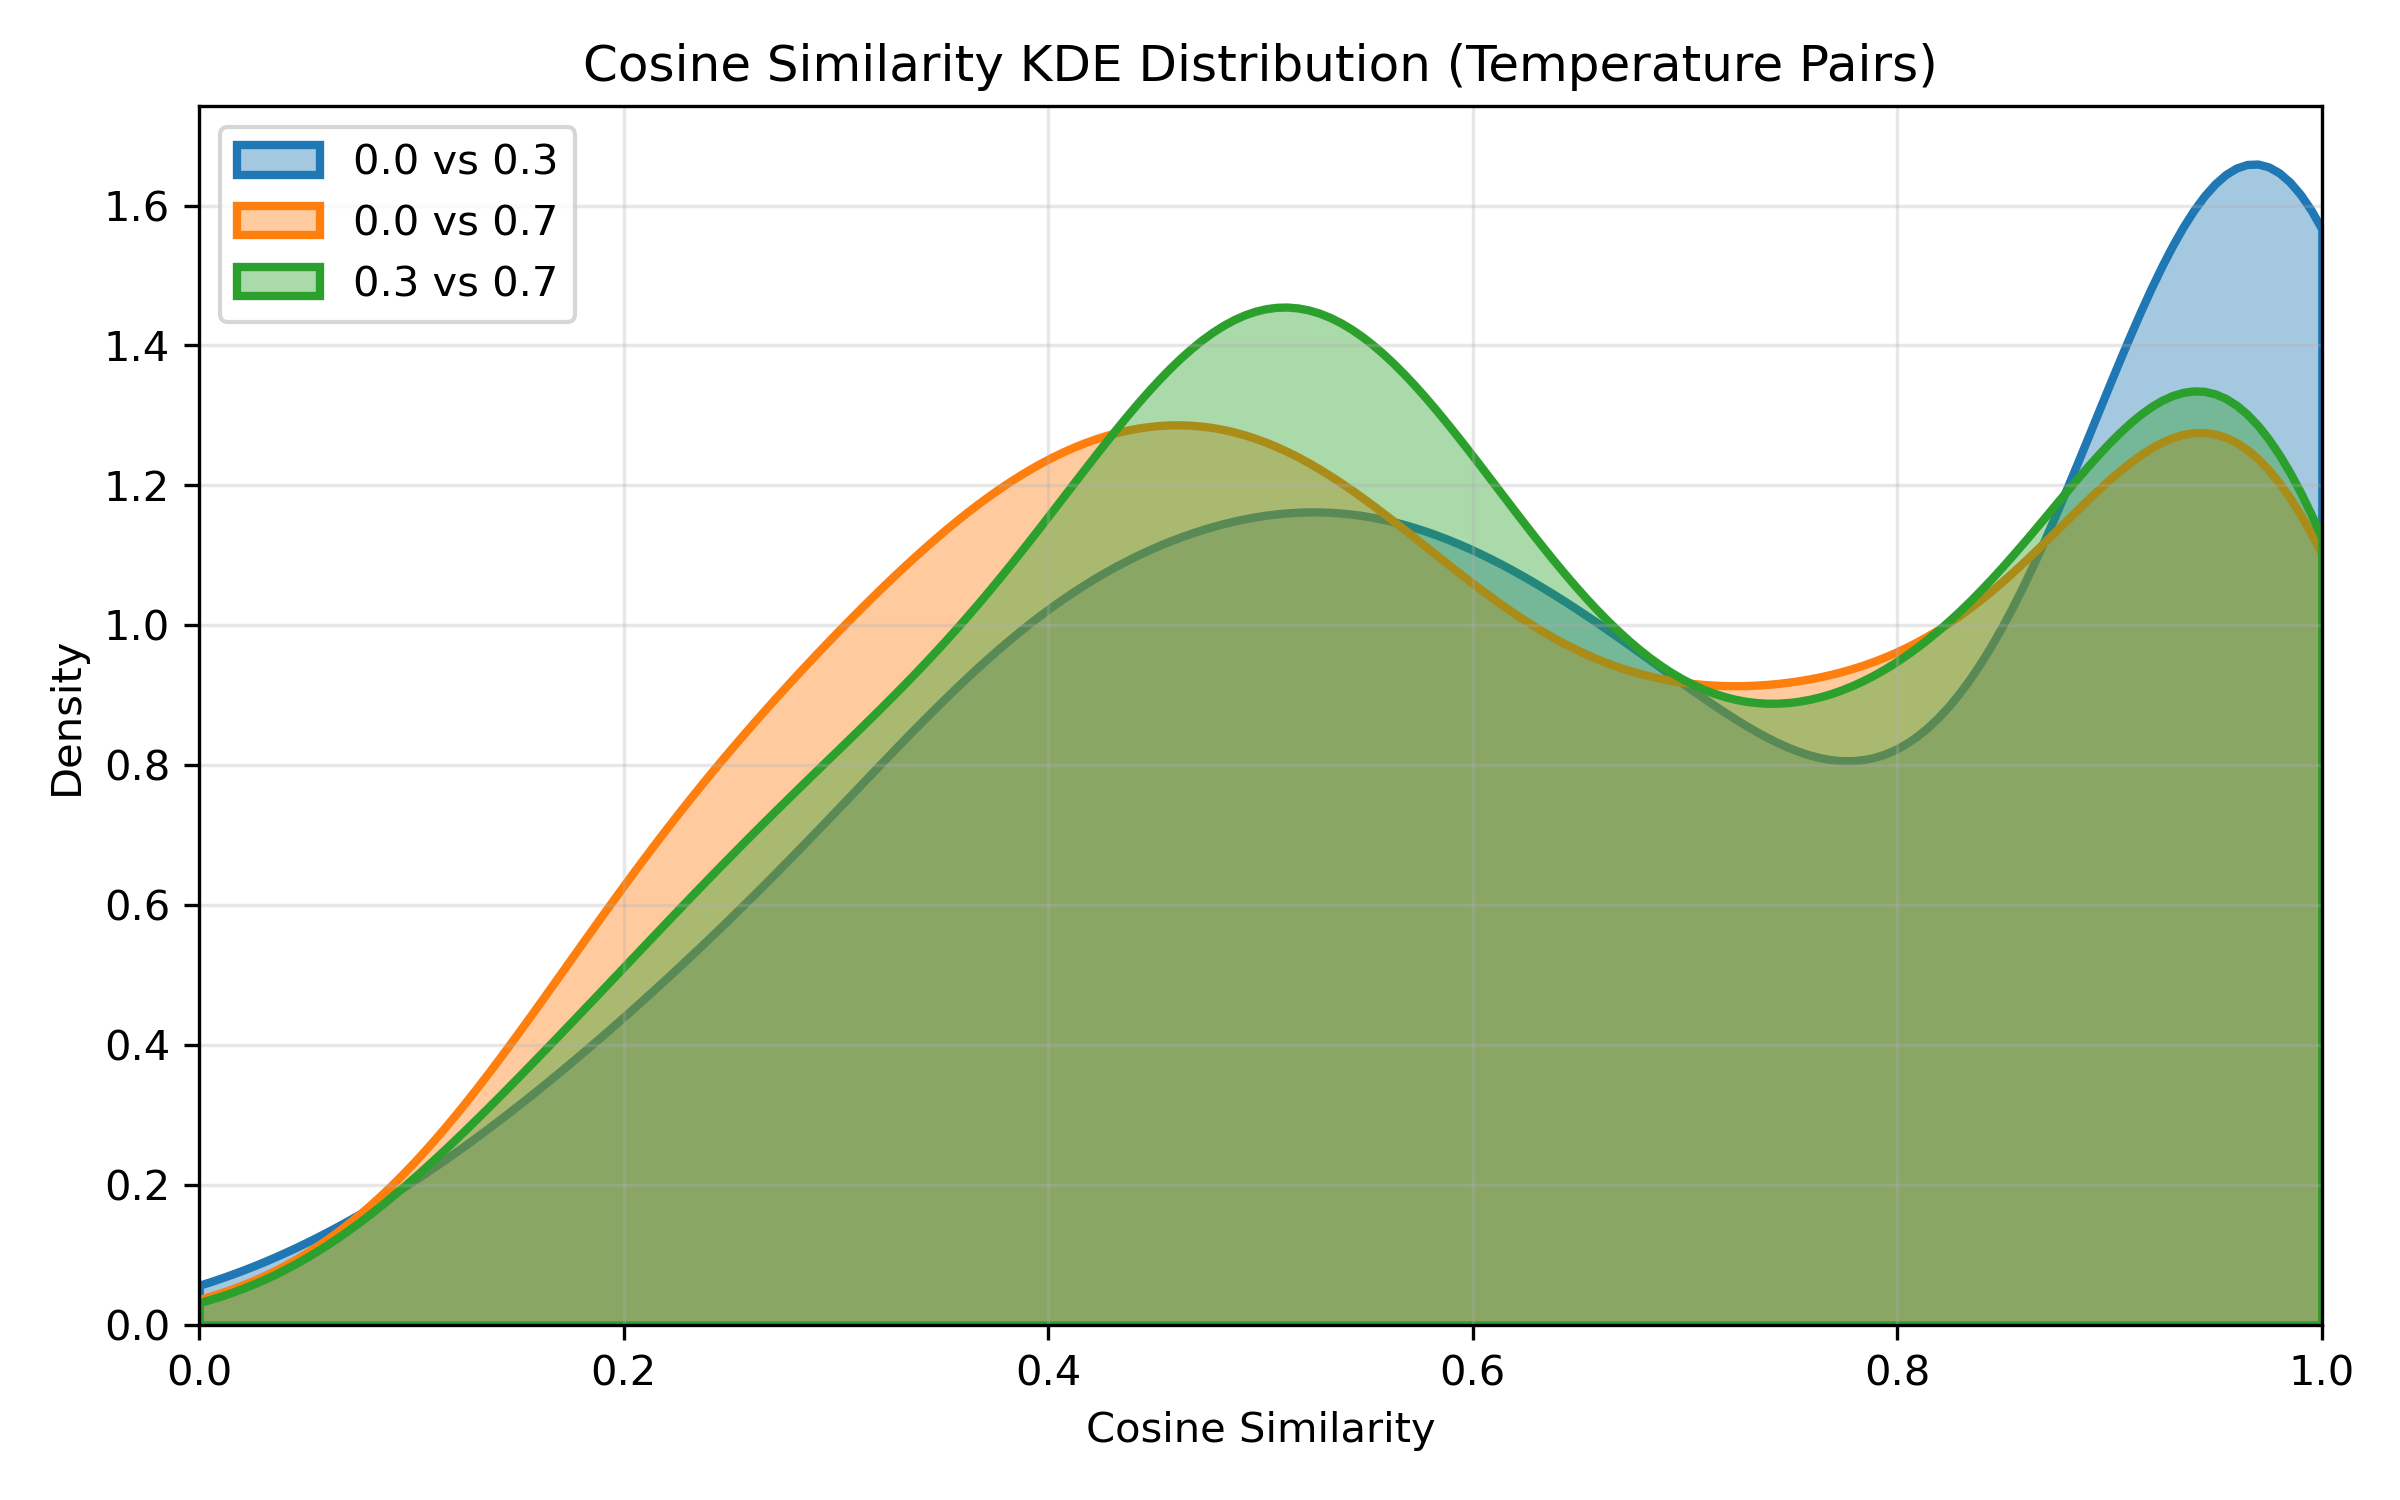 Cosine Similarity KDE Distribution (Temperature Pairs)
0.0 vs 0.3
0.0 vs 0.7
0.3 vs 0.7
Density
1.6
1.4
1.2
1.0
0.8
0.6
0.4
0.2
0.0
0.0 0.2 0.4 0.6 0.8 1.0
Cosine Similarity